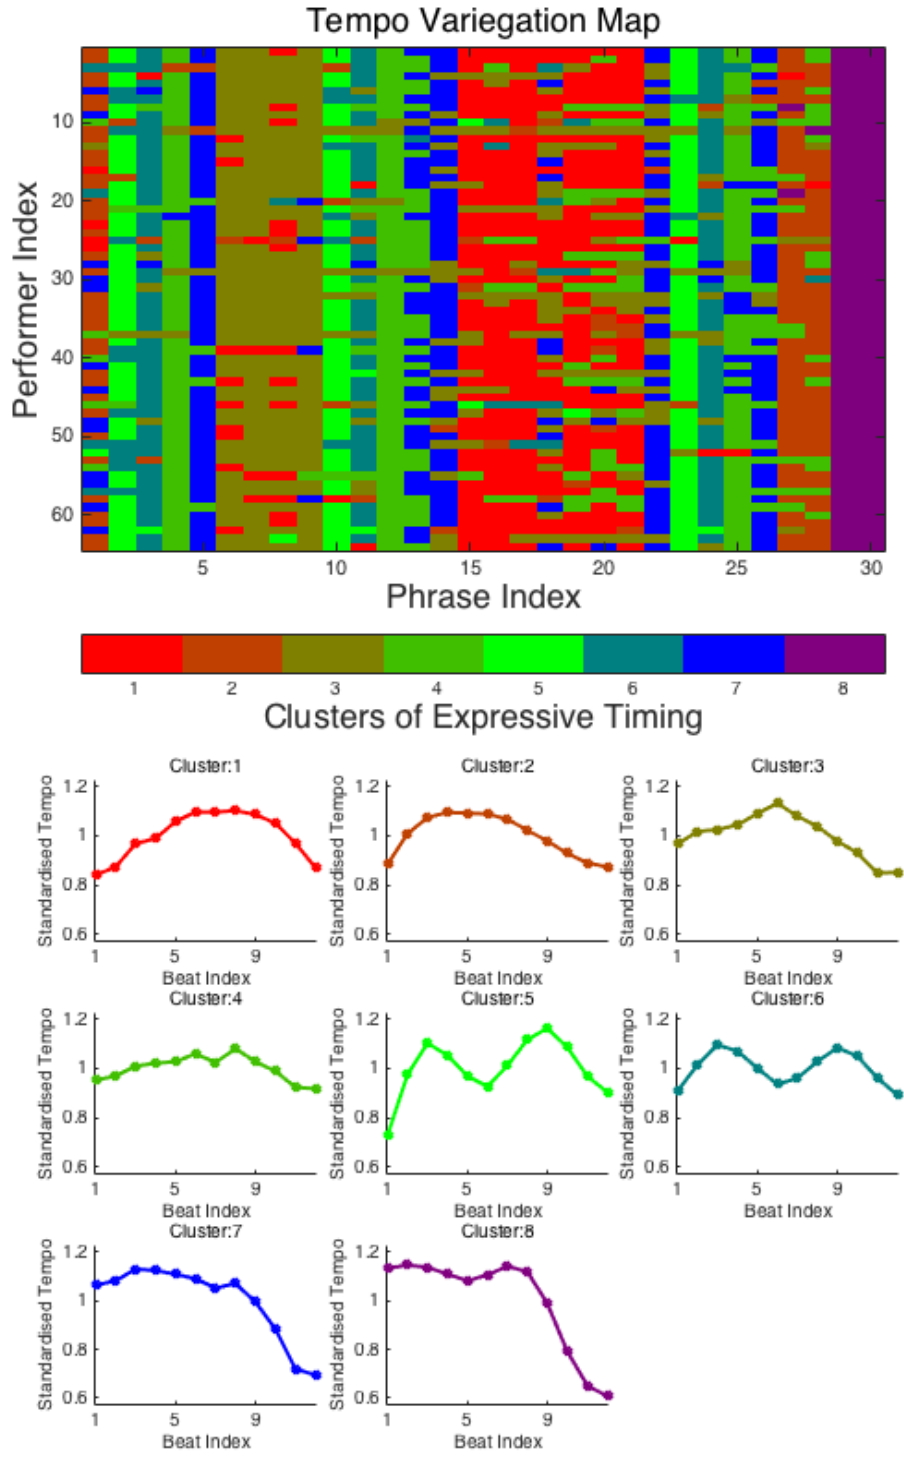 Tempo Variegation Map
Performer Index
10
20
30
40
50
60
5 10 15 20 25 30
Phrase Index
1 2 3 4 5 6 7 8
Clusters of Expressive Timing
Cluster:1
Standardised Tempo
1.2
1
0.8
0.6
1 5 9
Beat Index
Cluster:2
Standardised Tempo
1.2
1
0.8
0.6
1 5 9
Beat Index
Cluster:3
Standardised Tempo
1.2
1
0.8
0.6
1 5 9
Beat Index
Cluster:4
Standardised Tempo
1.2
1
0.8
0.6
1 5 9
Beat Index
Cluster:5
Standardised Tempo
1.2
1
0.8
0.6
1 5 9
Beat Index
Cluster:6
Standardised Tempo
1.2
1
0.8
0.6
1 5 9
Beat Index
Cluster:7
Standardised Tempo
1.2
1
0.8
0.6
1 5 9
Beat Index
Cluster:8
Standardised Tempo
1.2
1
0.8
0.6
1 5 9
Beat Index